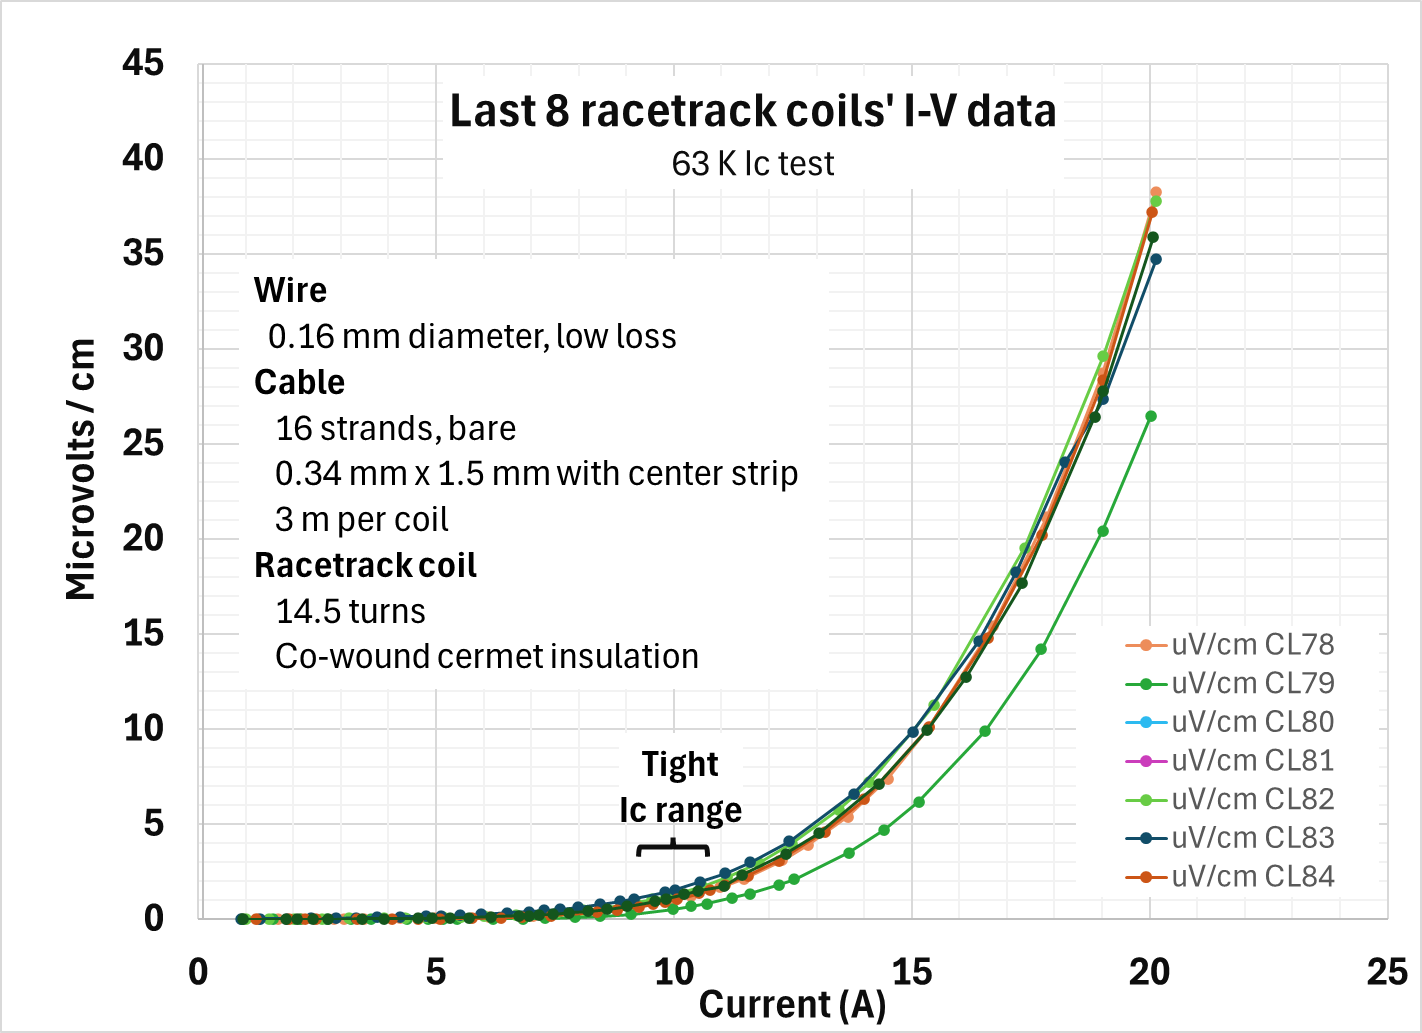 Last 8 racetrack coils' I-V data
63 K Ic test
45
40
35
30
25
20
15
10
5
0
Microvolts / cm
Wire
0.16 mm diameter, low loss
Cable
16 strands, bare
0.34 mm x 1.5 mm with center strip
3 m per coil
Racetrack coil
14.5 turns
Co-wound cermet insulation
Tight
Ic range
uV/cm CL78
uV/cm CL79
uV/cm CL80
uV/cm CL81
uV/cm CL82
uV/cm CL83
uV/cm CL84
0 5 10 15 20 25
Current (A)